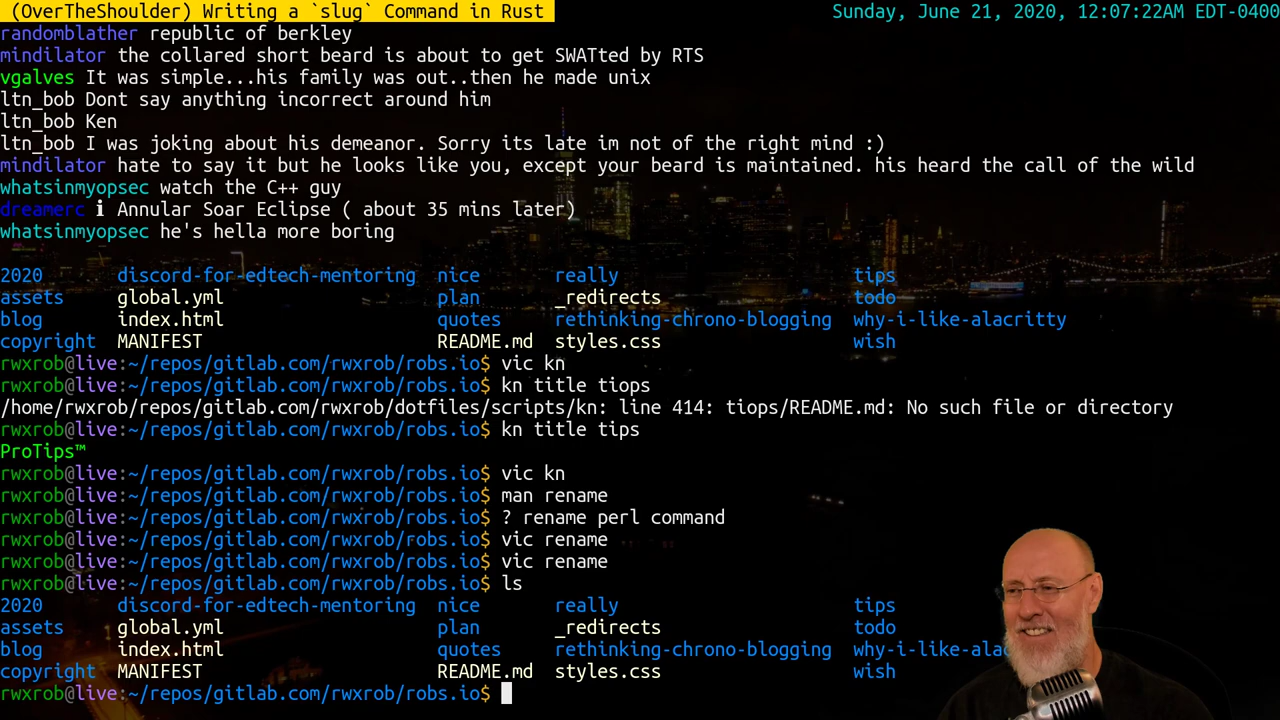 (OverTheShoulder) Writing a `slug` Command in Rust Sunday, June 21, 2020, 12:07:22AM EDT-0400
randomblather republic of berkley
mindilator the collared short beard is about to get SWATted by RTS
vgalves It was simple...his family was out..then he made unix
ltn_bob Dont say anything incorrect around him
ltn_bob Ken
ltn_bob I was joking about his demeanor. Sorry its late im not of the right mind :)
mindilator hate to say it but he looks like you, except your beard is maintained. his heard the call of the wild
whatsinmyopsec watch the C++ guy
dreamerc ℹ Annular Soar Eclipse ( about 35 mins later)
whatsinmyopsec he's hella more boring
2020 discord-for-edtech-mentoring nice really tips
assets global.yml plan _redirects todo
blog index.html quotes rethinking-chrono-blogging why-i-like-alacritty
copyright MANIFEST README.md styles.css wish
rwxrob@live:~/repos/gitlab.com/rwxrob/robs.io$ vic kn
rwxrob@live:~/repos/gitlab.com/rwxrob/robs.io$ kn title tiops
/home/rwxrob/repos/gitlab.com/rwxrob/dotfiles/scripts/kn: line 414: tiops/README.md: No such file or directory
rwxrob@live:~/repos/gitlab.com/rwxrob/robs.io$ kn title tips
ProTips™
rwxrob@live:~/repos/gitlab.com/rwxrob/robs.io$ vic kn
rwxrob@live:~/repos/gitlab.com/rwxrob/robs.io$ man rename
rwxrob@live:~/repos/gitlab.com/rwxrob/robs.io$ ? rename perl command
rwxrob@live:~/repos/gitlab.com/rwxrob/robs.io$ vic rename
rwxrob@live:~/repos/gitlab.com/rwxrob/robs.io$ vic rename
rwxrob@live:~/repos/gitlab.com/rwxrob/robs.io$ ls
2020 discord-for-edtech-mentoring nice really tips
assets global.yml plan _redirects todo
blog index.html quotes rethinking-chrono-blogging why-i-like-ala
copyright MANIFEST README.md styles.css wish
rwxrob@live:~/repos/gitlab.com/rwxrob/robs.io$